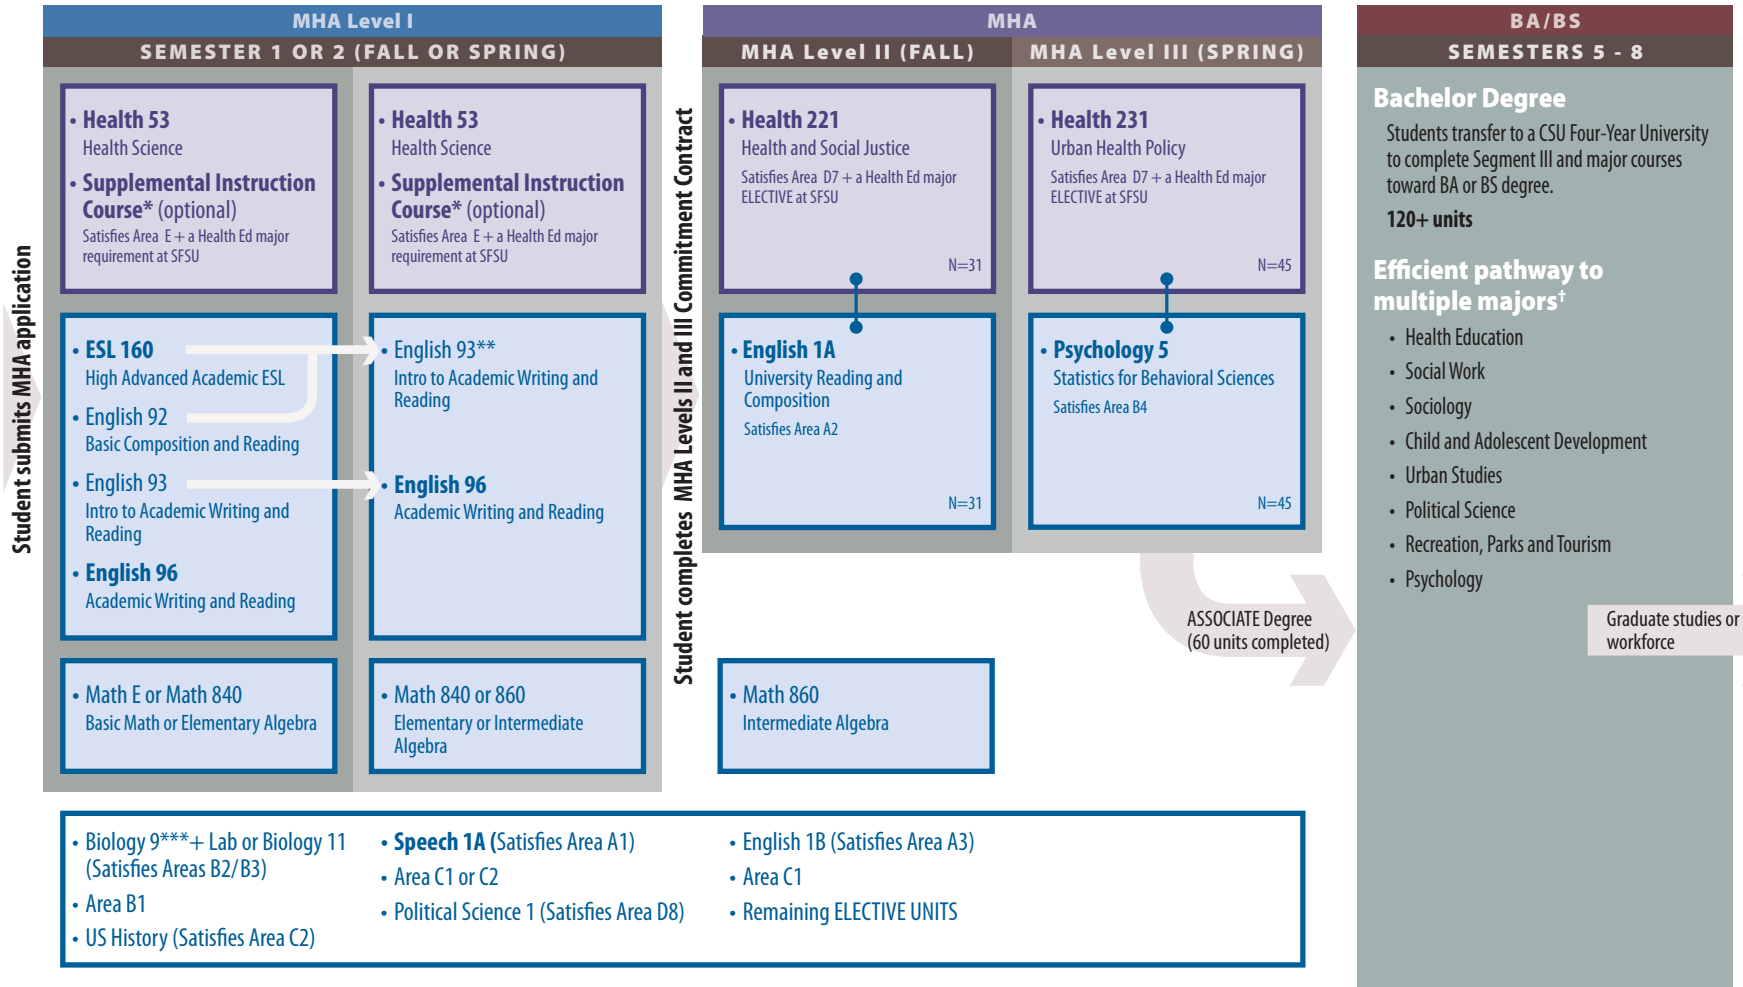 MHA Level I
SEMESTER 1 OR 2 (FALL OR SPRING)
MHA
MHA Level II (FALL)
MHA Level III (SPRING)
BA/BS
SEMESTERS 5 - 8
Student submits MHA application
• Health 53
Health Science
• Supplemental Instruction
Course* (optional)
Satisfies Area E + a Health Ed major
requirement at SFSU
• Health 53
Health Science
• Supplemental Instruction
Course* (optional)
Satisfies Area E + a Health Ed major
requirement at SFSU
• ESL 160
High Advanced Academic ESL
• English 92
Basic Composition and Reading
• English 93
Intro to Academic Writing and
Reading
• English 96
Academic Writing and Reading
• English 93**
Intro to Academic Writing and
Reading
• English 96
Academic Writing and Reading
• Math E or Math 840
Basic Math or Elementary Algebra
• Math 840 or 860
Elementary or Intermediate
Algebra
Student completes MHA Levels II and III Commitment Contract
• Health 221
Health and Social Justice
Satisfies Area D7 + a Health Ed major
ELECTIVE at SFSU
N=31
• Health 231
Urban Health Policy
Satisfies Area D7 + a Health Ed major
ELECTIVE at SFSU
N=45
• English 1A
University Reading and
Composition
Satisfies Area A2
N=31
• Psychology 5
Statistics for Behavioral Sciences
Satisfies Area B4
N=45
• Math 860
Intermediate Algebra
ASSOCIATE Degree
(60 units completed)
• Biology 9***+ Lab or Biology 11
(Satisfies Areas B2/B3)
• Area B1
• US History (Satisfies Area C2)
• Speech 1A (Satisfies Area A1)
• Area C1 or C2
• Political Science 1 (Satisfies Area D8)
• English 1B (Satisfies Area A3)
• Area C1
• Remaining ELECTIVE UNITS
Bachelor Degree
Students transfer to a CSU Four-Year University
to complete Segment III and major courses
toward BA or BS degree.
120+ units
Efficient pathway to
multiple majors†
• Health Education
• Social Work
• Sociology
• Child and Adolescent Development
• Urban Studies
• Political Science
• Recreation, Parks and Tourism
• Psychology
Graduate studies or
workforce